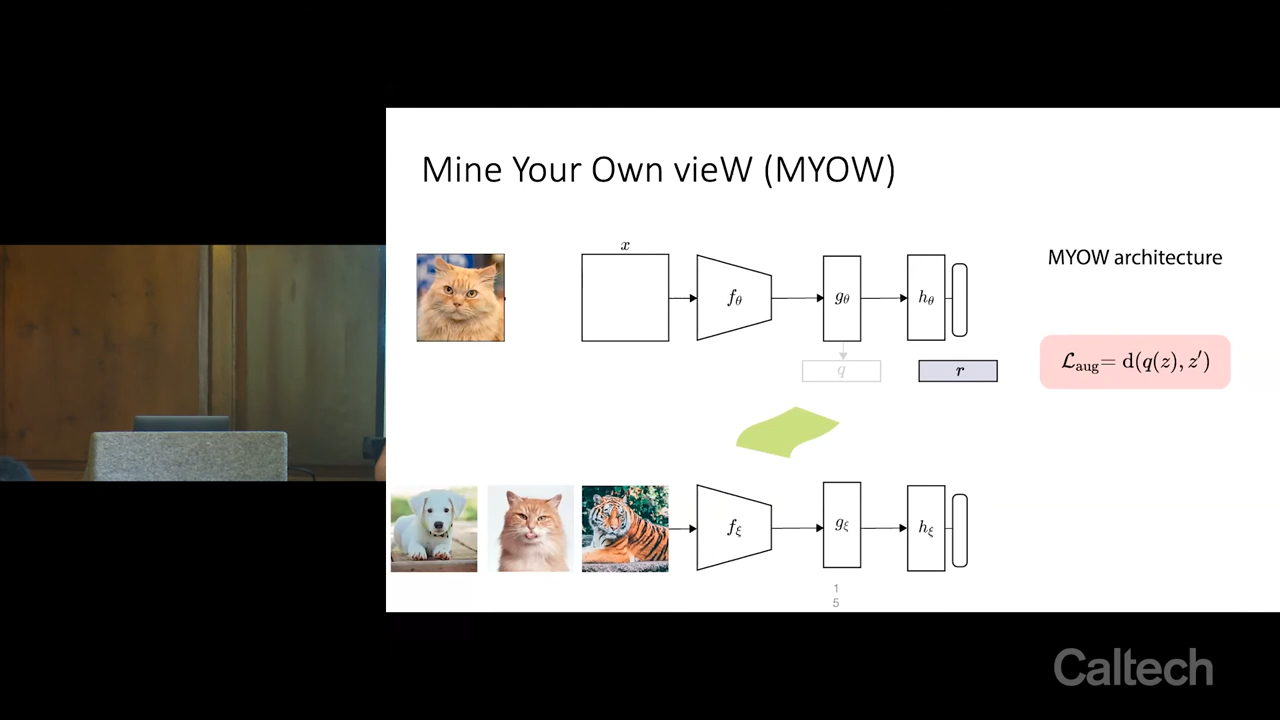 Mine Your Own vieW (MYOW)
x
fθ
gθ
hθ
MYOW architecture
q
r
ℒaug= d(q(z), z′)
fξ
gξ
hξ
1
5
Caltech